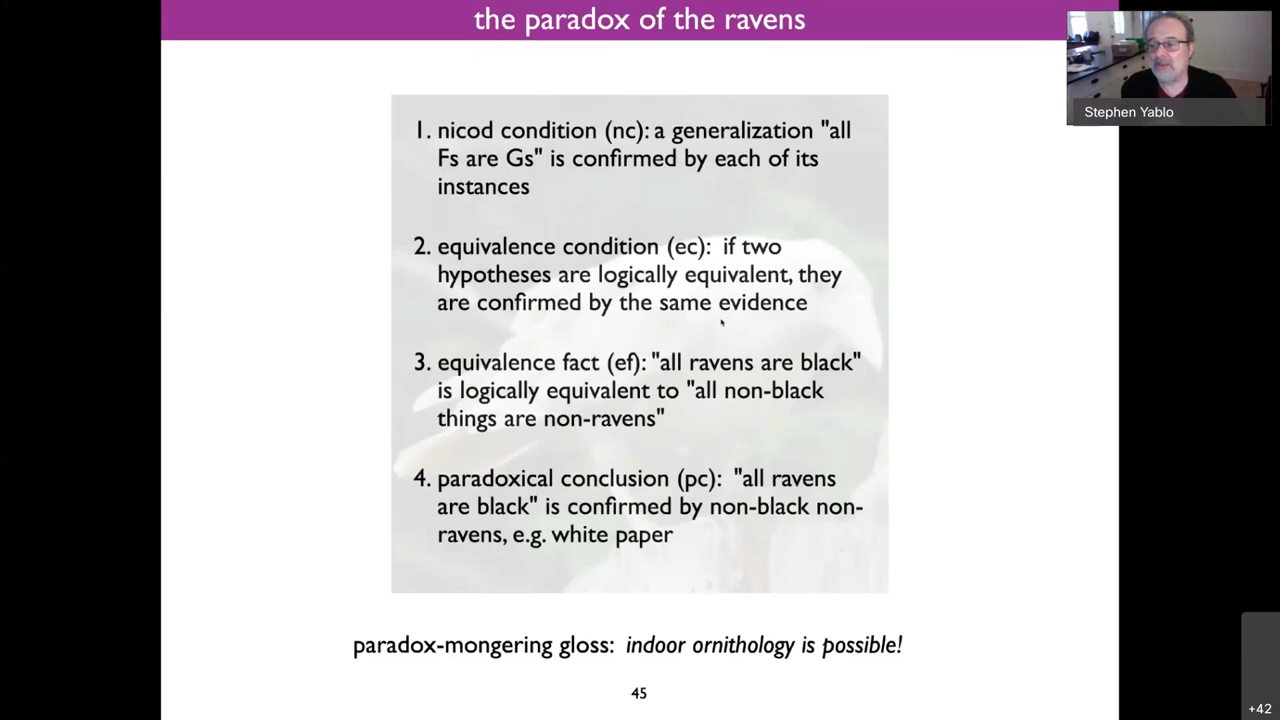 the paradox of the ravens
Stephen Yablo
1. nicod condition (nc): a generalization "all
Fs are Gs" is confirmed by each of its
instances
2. equivalence condition (ec): if two
hypotheses are logically equivalent, they
are confirmed by the same evidence
3. equivalence fact (ef): "all ravens are black"
is logically equivalent to "all non-black
things are non-ravens"
4. paradoxical conclusion (pc): "all ravens
are black" is confirmed by non-black non-
ravens, e.g. white paper
paradox-mongering gloss: indoor ornithology is possible!
45
+42